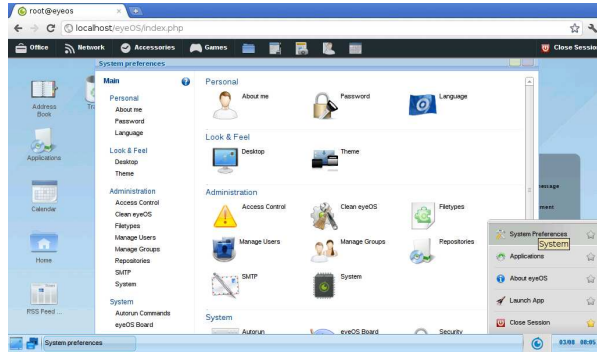 root@eyeos
localhost/eyeOS/index.php
Office Network Accessories Games Close Sessio
System preferences
Address Book
Applications
Calendar
Home
RSS Feed ...
Main
Personal
About me
Password
Language
Look & Feel
Desktop
Theme
Administration
Access Control
Clean eyeOS
Filetypes
Manage Users
Manage Groups
Repositories
SMTP
System
System
Autorun Commands
eyeOS Board
Personal
About me Password Language
Look & Feel
Desktop Theme
Administration
Access Control Clean eyeOS Filetypes
Manage Users Manage Groups Repositories
SMTP System
System
Autorun eyeOS Board Security
System Preferences
System
Applications
About eyeOS
Launch App
Close Session
System preferences
03/08 00:05